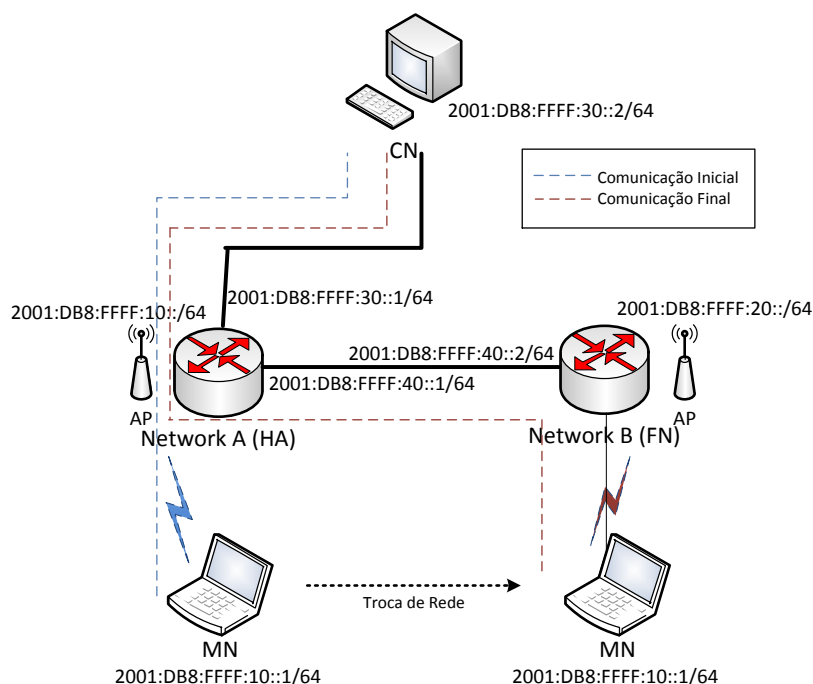 2001:DB8:FFFF:30::2/64
CN
Comunicação Inicial
Comunicação Final
2001:DB8:FFFF:30::1/64
2001:DB8:FFFF:10::/64
2001:DB8:FFFF:20::/64
2001:DB8:FFFF:40::2/64
2001:DB8:FFFF:40::1/64
AP
AP
Network A (HA)
Network B (FN)
Troca de Rede
MN
MN
2001:DB8:FFFF:10::1/64
2001:DB8:FFFF:10::1/64